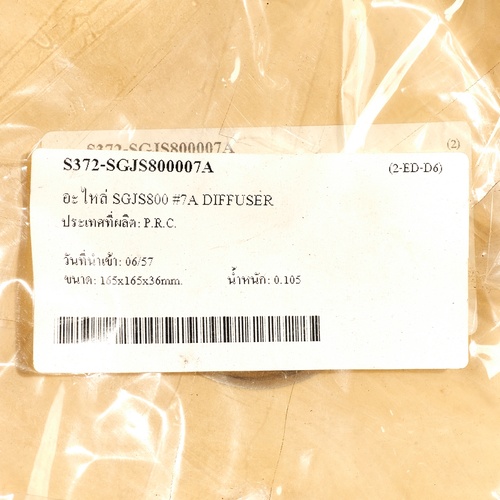 S372-SGJS800007A (2)
S372-SGJS800007A (2-ED-D6)
อะไหล่ SGJS800 #7A DIFFUSER
ประเทศที่ผลิต: P.R.C.
วันที่นำเข้า: 06/57
ขนาด: 165x165x36mm. น้ำหนัก: 0.105